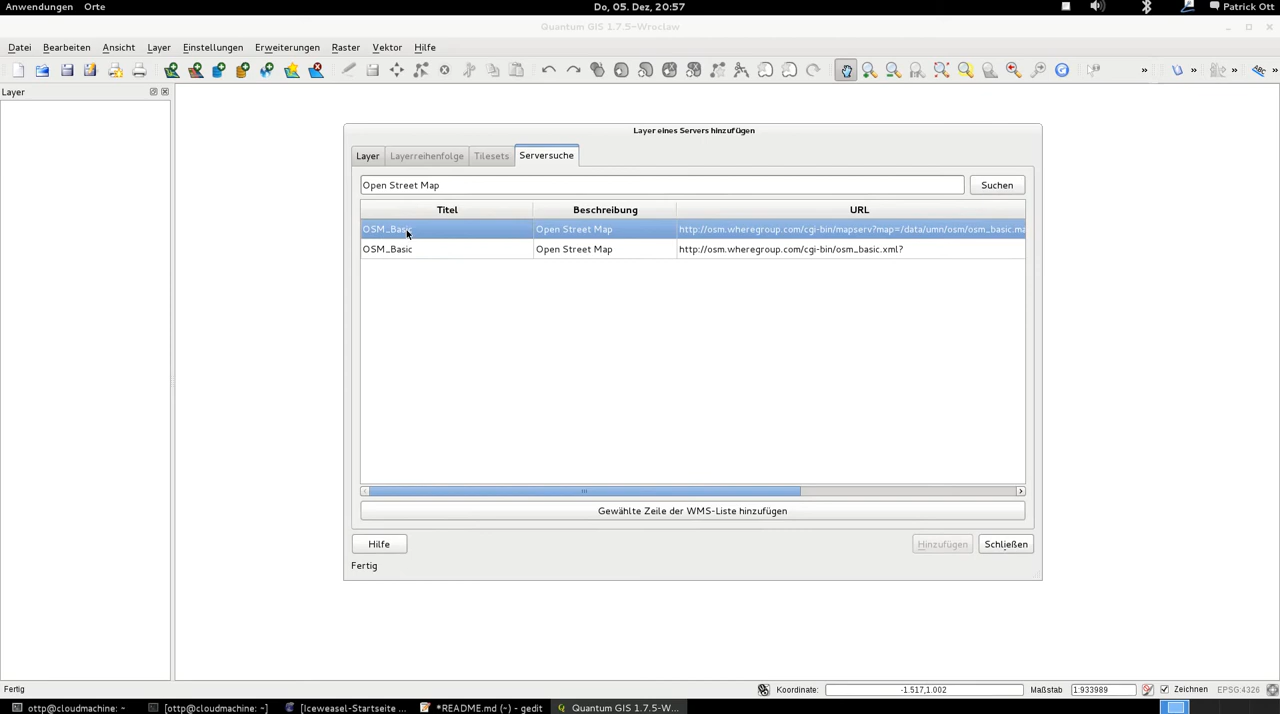 Anwendungen Orte Do, 05. Dez, 20:57 Patrick Ott
Quantum GIS 1.7.5-Wroclaw
Datei Bearbeiten Ansicht Layer Einstellungen Erweiterungen Raster Vektor Hilfe
Layer
Layer eines Servers hinzufügen
Layer Layerreihenfolge Tilesets Serversuche
Open Street Map Suchen
Titel Beschreibung URL
OSM_Basic Open Street Map http://osm.wheregroup.com/cgi-bin/mapserv?map=/data/umn/osm/osm_basic.ma
OSM_Basic Open Street Map http://osm.wheregroup.com/cgi-bin/osm_basic.xml?
Gewählte Zeile der WMS-Liste hinzufügen
Hilfe Hinzufügen Schließen
Fertig
Fertig Koordinate: -1.517,1.002 Maßstab 1:933989 Zeichnen EPSG:4326
ottp@cloudmachine: ~ [ottp@cloudmachine: ~] [Iceweasel-Startseite ... *README.md (~) - gedit Quantum GIS 1.7.5-W...